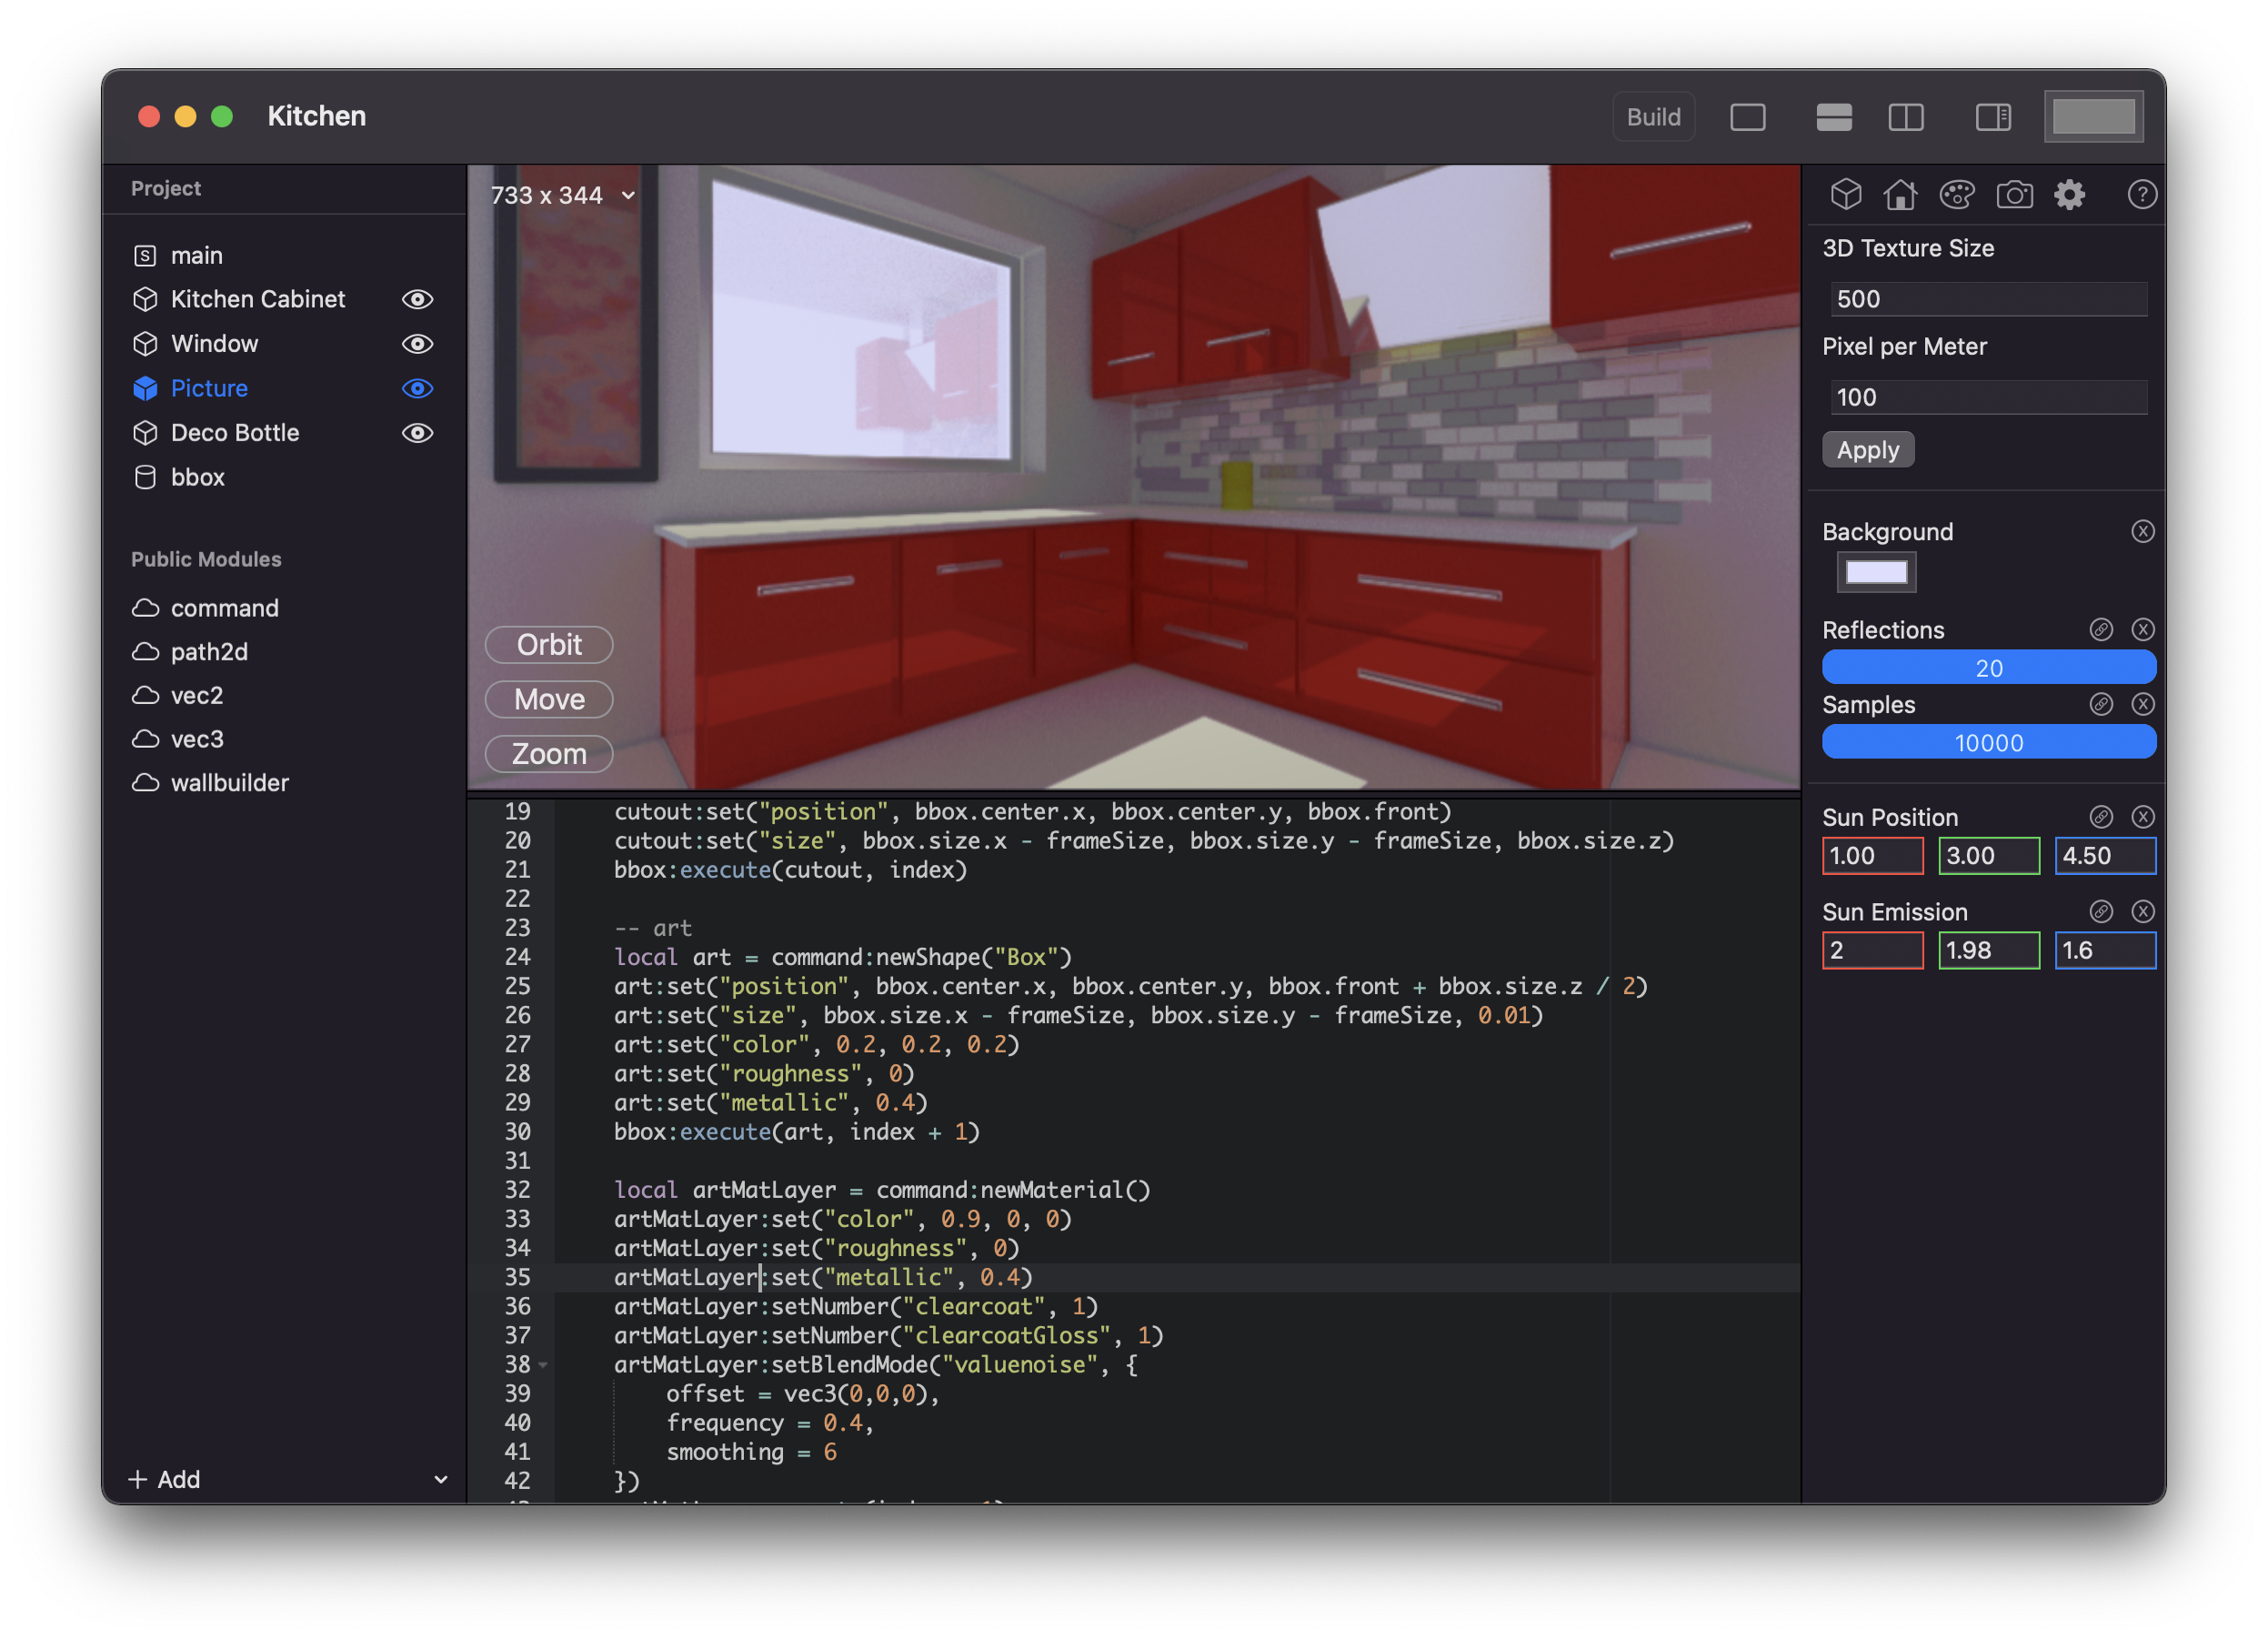 Kitchen
Build
Project
main
Kitchen Cabinet
Window
Picture
Deco Bottle
bbox
Public Modules
command
path2d
vec2
vec3
wallbuilder
+ Add
733 x 344
Orbit
Move
Zoom
19 cutout:set("position", bbox.center.x, bbox.center.y, bbox.front)
20 cutout:set("size", bbox.size.x - frameSize, bbox.size.y - frameSize, bbox.size.z)
21 bbox:execute(cutout, index)
22
23 -- art
24 local art = command:newShape("Box")
25 art:set("position", bbox.center.x, bbox.center.y, bbox.front + bbox.size.z / 2)
26 art:set("size", bbox.size.x - frameSize, bbox.size.y - frameSize, 0.01)
27 art:set("color", 0.2, 0.2, 0.2)
28 art:set("roughness", 0)
29 art:set("metallic", 0.4)
30 bbox:execute(art, index + 1)
31
32 local artMatLayer = command:newMaterial()
33 artMatLayer:set("color", 0.9, 0, 0)
34 artMatLayer:set("roughness", 0)
35 artMatLayer:set("metallic", 0.4)
36 artMatLayer:setNumber("clearcoat", 1)
37 artMatLayer:setNumber("clearcoatGloss", 1)
38 artMatLayer:setBlendMode("valuenoise", {
39 offset = vec3(0,0,0),
40 frequency = 0.4,
41 smoothing = 6
42 })
3D Texture Size
500
Pixel per Meter
100
Apply
Background
Reflections
20
Samples
10000
Sun Position
1.00 3.00 4.50
Sun Emission
2 1.98 1.6